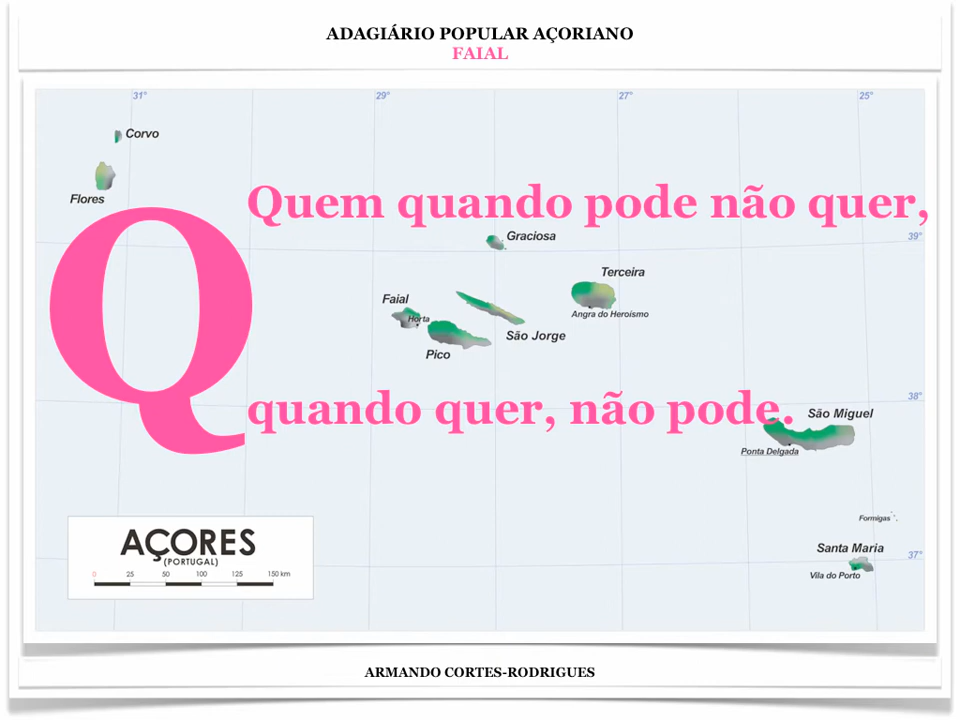 ADAGIÁRIO POPULAR AÇORIANO
FAIAL
31°
29°
27°
25°
Corvo
Flores
Q
Quem quando pode não quer,
Graciosa
39°
Terceira
Faial
Horta
Angra do Heroísmo
São Jorge
Pico
38°
quando quer, não pode.
São Miguel
Ponta Delgada
Formigas
AÇORES
(PORTUGAL)
0 25 50 100 125 150 km
Santa Maria
37°
Vila do Porto
ARMANDO CORTES-RODRIGUES